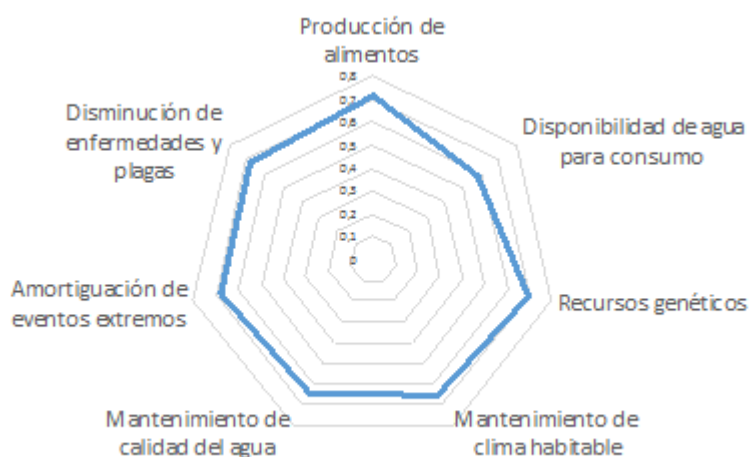 Producción de
alimentos
Disponibilidad de agua
para consumo
Recursos genéticos
Mantenimiento de
clima habitable
Mantenimiento de
calidad del agua
Amortiguación de
eventos extremos
Disminución de
enfermedades y
plagas
0,8
0,7
0,6
0,5
0,4
0,3
0,2
0,1
0